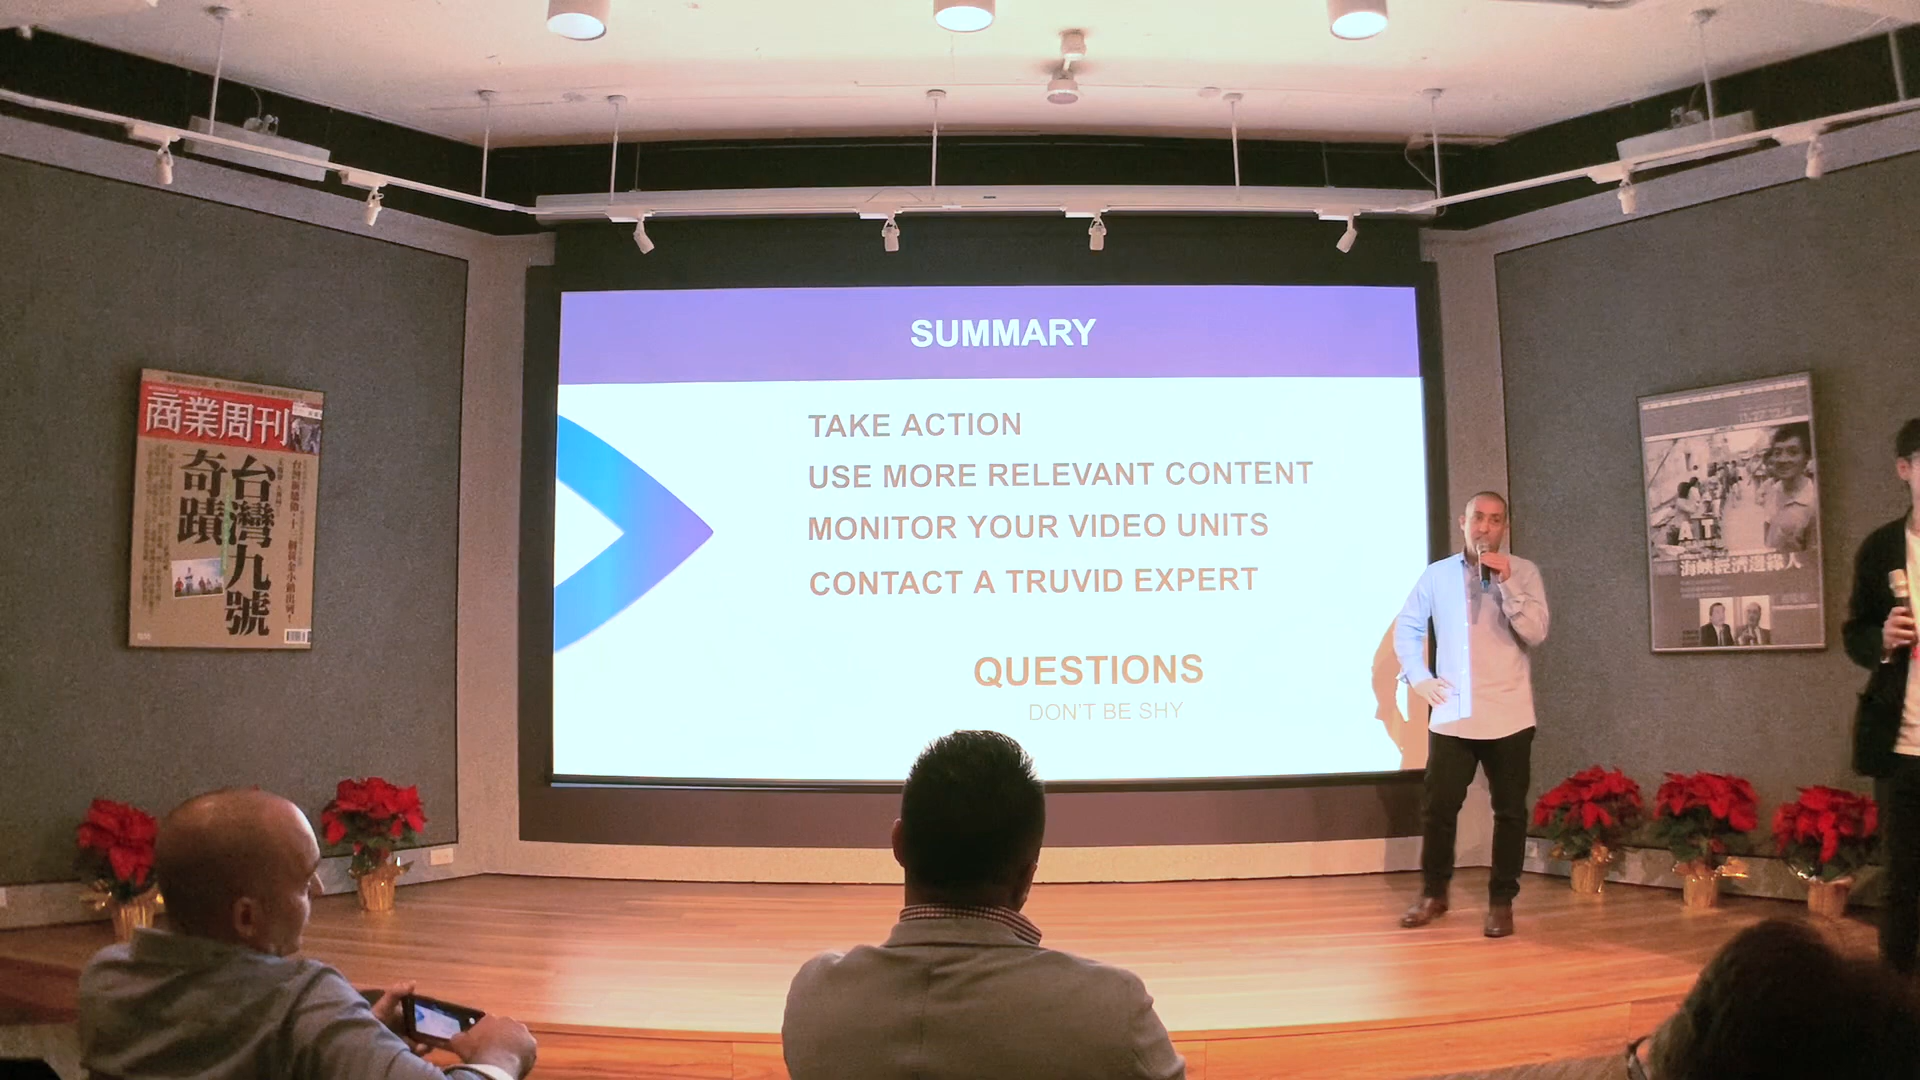 SUMMARY
TAKE ACTION
USE MORE RELEVANT CONTENT
MONITOR YOUR VIDEO UNITS
CONTACT A TRUVID EXPERT
QUESTIONS
DON'T BE SHY
商業周刊
台灣九號
奇蹟
海峽經濟邊緣人